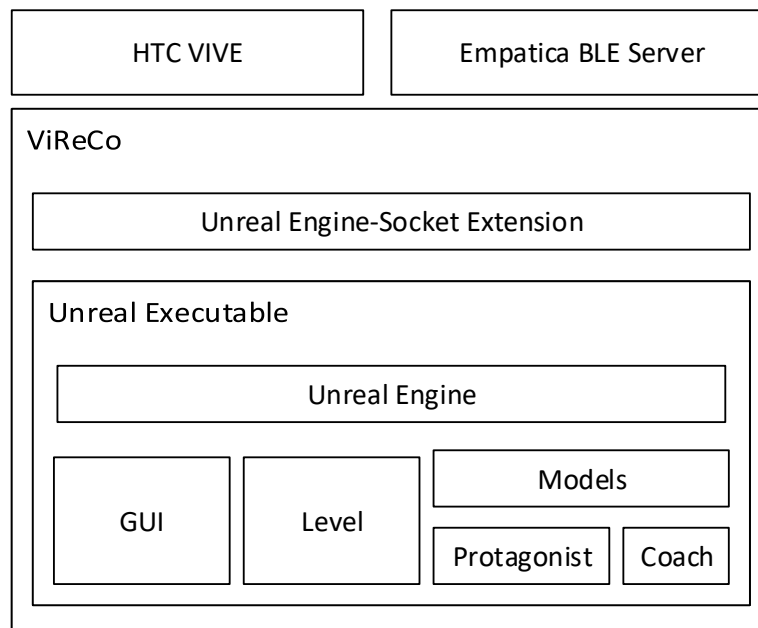 HTC VIVE
Empatica BLE Server
ViReCo
Unreal Engine-Socket Extension
Unreal Executable
Unreal Engine
GUI
Level
Models
Protagonist
Coach